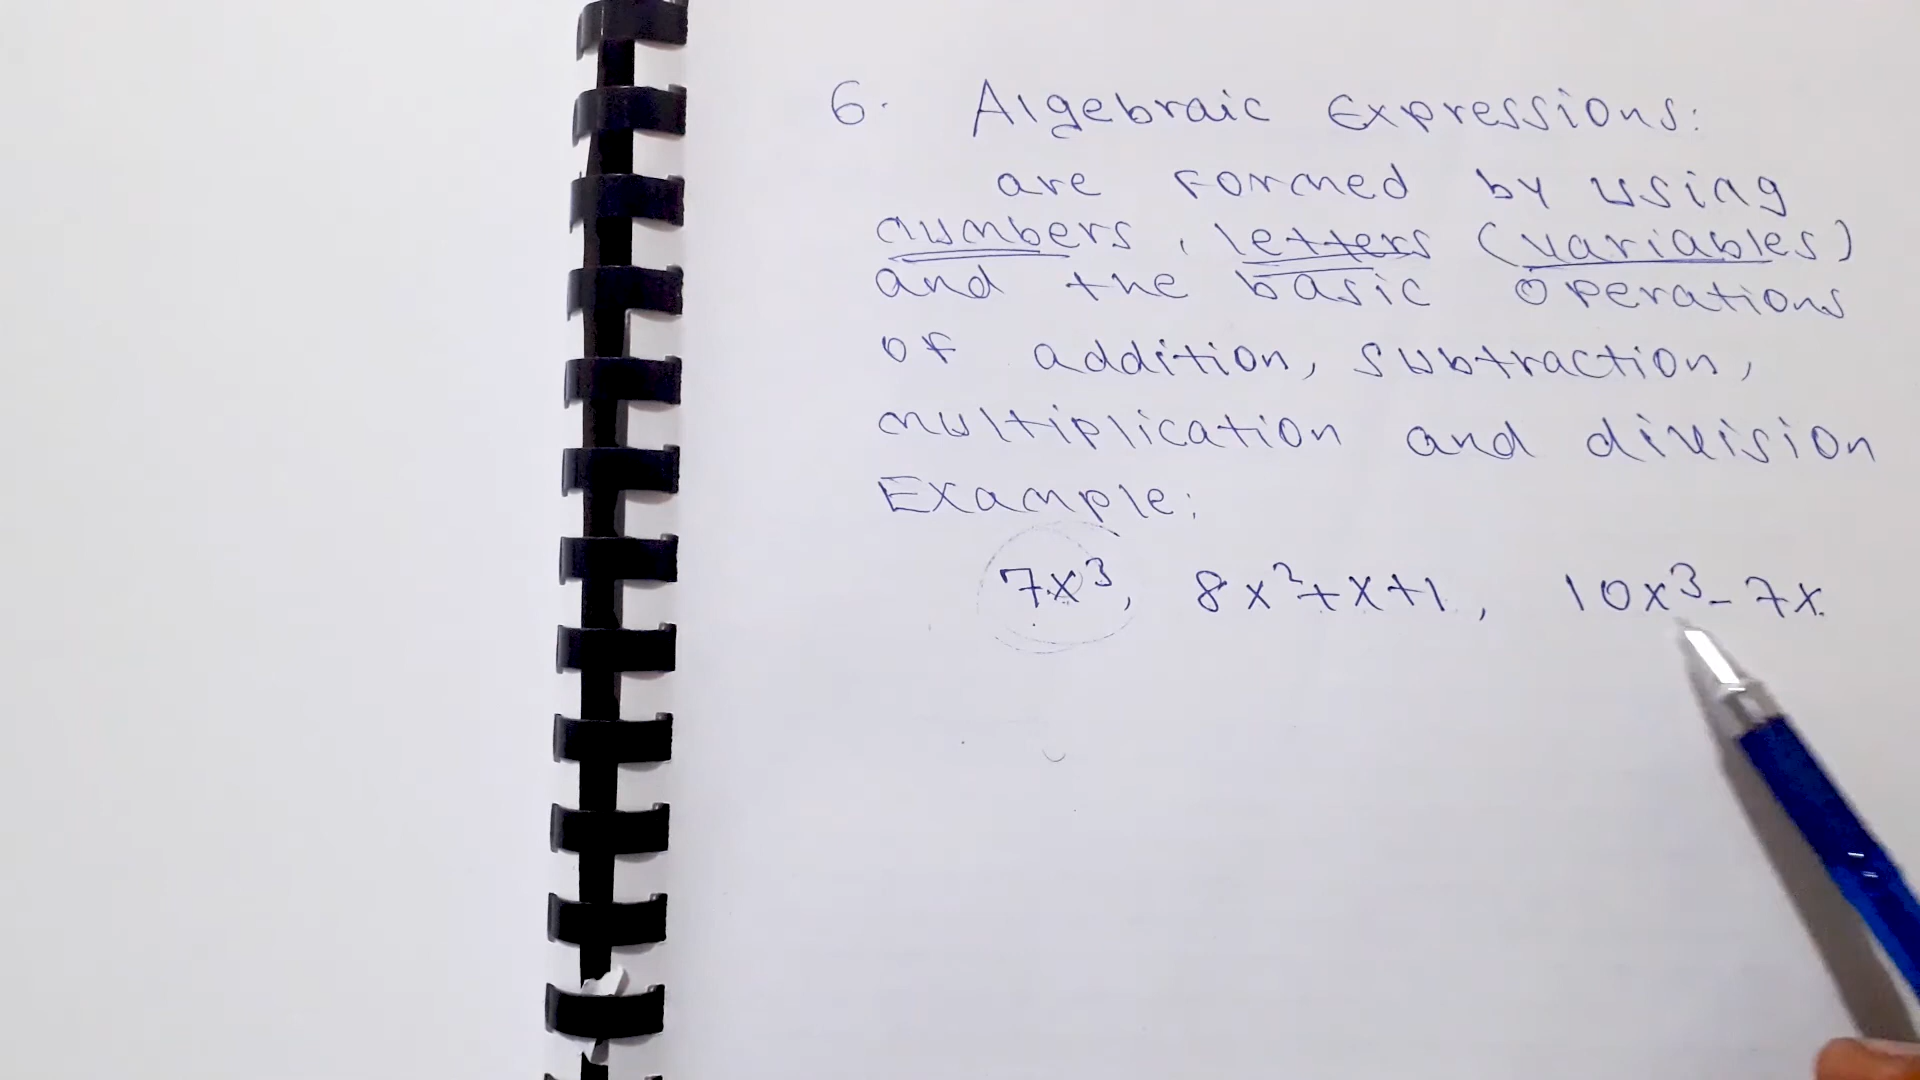 6. Algebraic Expressions:
are formed by using
numbers, letters (variables)
and the basic operations
of addition, subtraction,
multiplication and division
Example:
7x³, 8x²+x+1, 10x³-7x